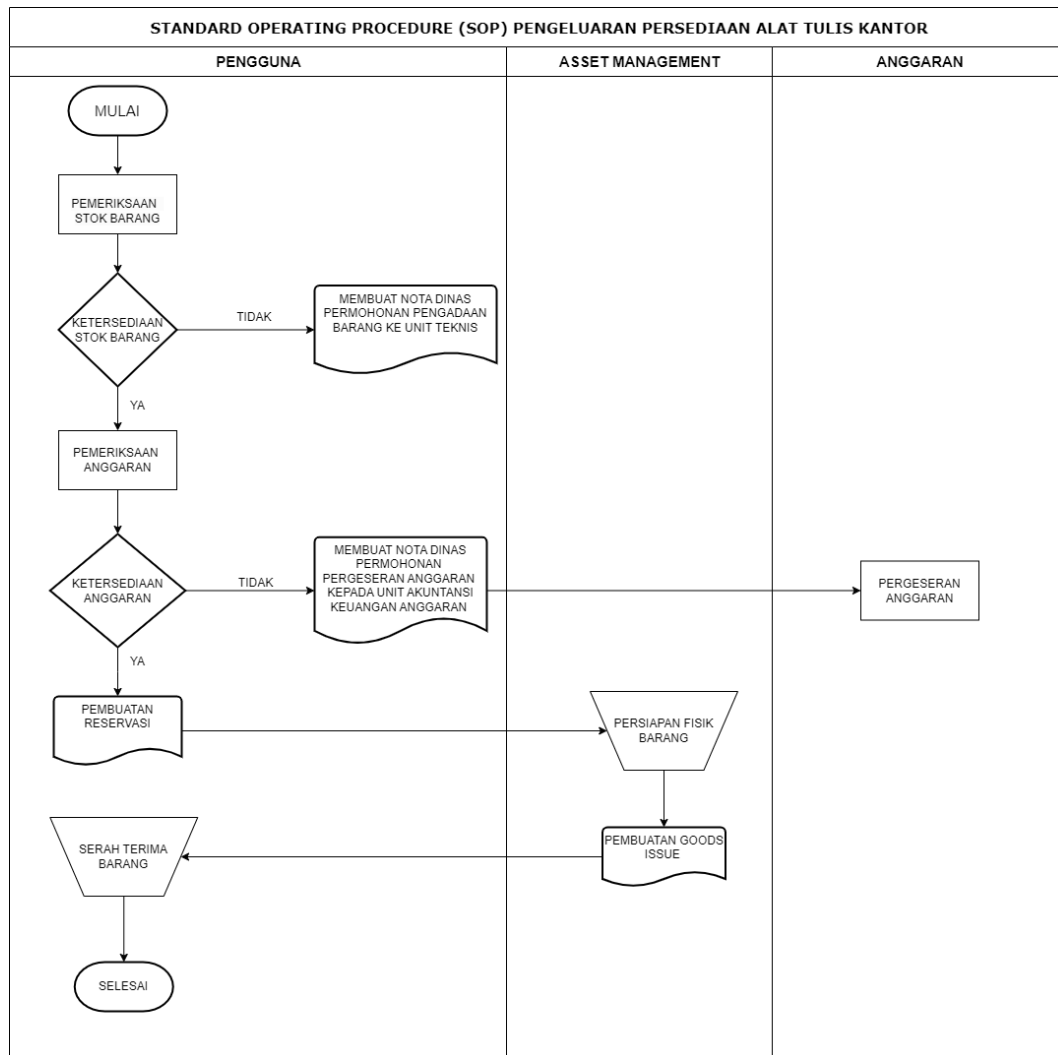 STANDARD OPERATING PROCEDURE (SOP) PENGELUARAN PERSEDIAAN ALAT TULIS KANTOR
PENGGUNA
ASSET MANAGEMENT
ANGGARAN
MULAI
PEMERIKSAAN
STOK BARANG
KETERSEDIAAN
STOK BARANG
TIDAK
MEMBUAT NOTA DINAS
PERMOHONAN PENGADAAN
BARANG KE UNIT TEKNIS
YA
PEMERIKSAAN
ANGGARAN
KETERSEDIAAN
ANGGARAN
TIDAK
MEMBUAT NOTA DINAS
PERMOHONAN
PERGESERAN ANGGARAN
KEPADA UNIT AKUNTANSI
KEUANGAN ANGGARAN
PERGESERAN
ANGGARAN
YA
PEMBUATAN
RESERVASI
PERSIAPAN FISIK
BARANG
PEMBUATAN GOODS
ISSUE
SERAH TERIMA
BARANG
SELESAI